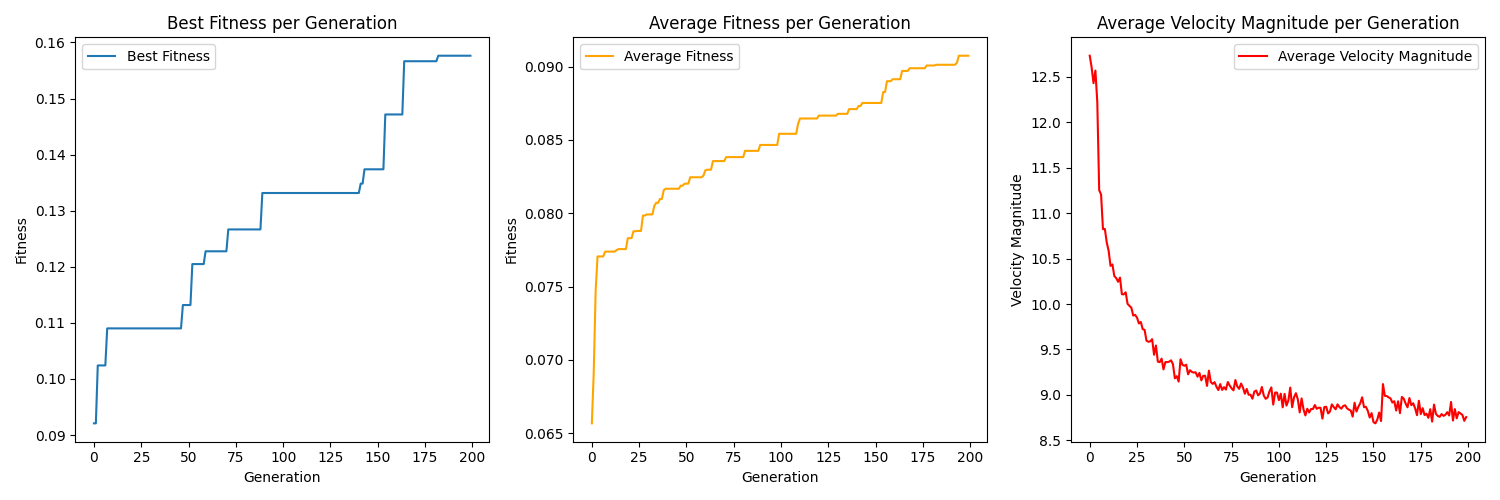 Best Fitness per Generation
Best Fitness
0.16
0.15
0.14
0.13
0.12
0.11
0.10
0.09
Fitness
0 25 50 75 100 125 150 175 200
Generation
Average Fitness per Generation
Average Fitness
0.090
0.085
0.080
0.075
0.070
0.065
Fitness
0 25 50 75 100 125 150 175 200
Generation
Average Velocity Magnitude per Generation
Average Velocity Magnitude
12.5
12.0
11.5
11.0
10.5
10.0
9.5
9.0
8.5
Velocity Magnitude
0 25 50 75 100 125 150 175 200
Generation